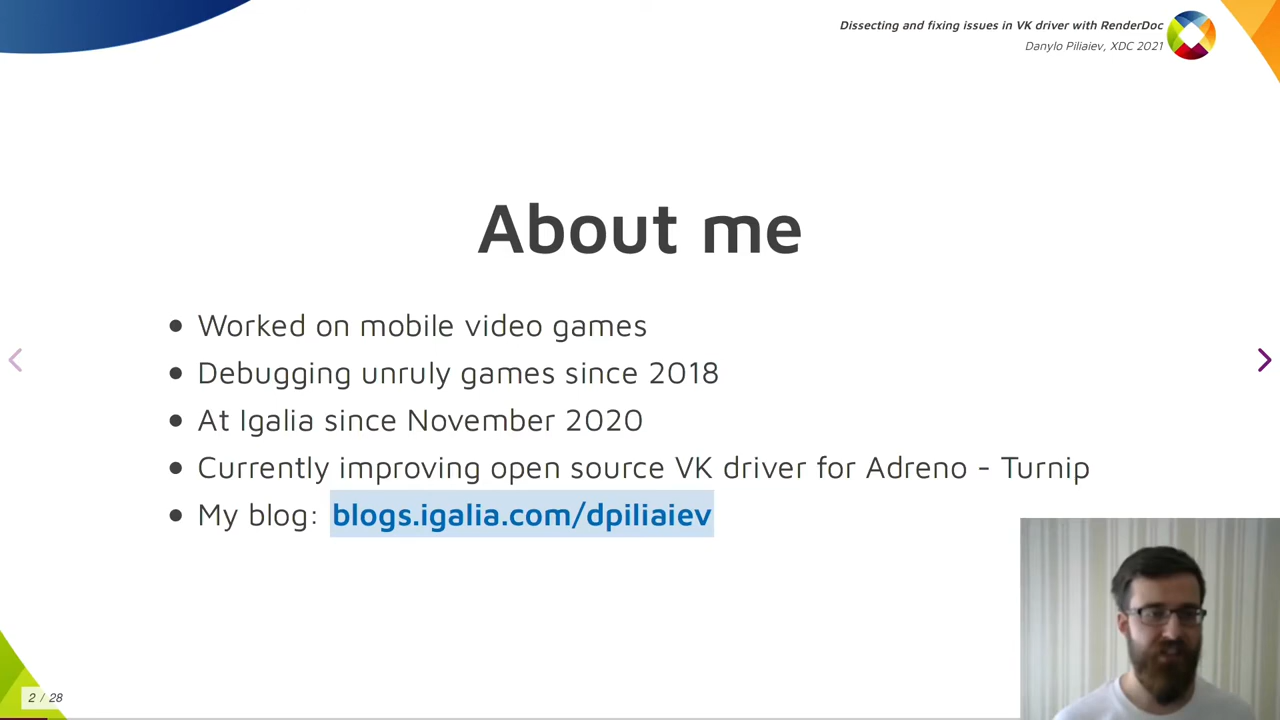 Dissecting and fixing issues in VK driver with RenderDoc
Danylo Piliaiev, XDC 2021
About me
Worked on mobile video games
Debugging unruly games since 2018
At Igalia since November 2020
Currently improving open source VK driver for Adreno - Turnip
My blog: blogs.igalia.com/dpiliaiev
2 / 28